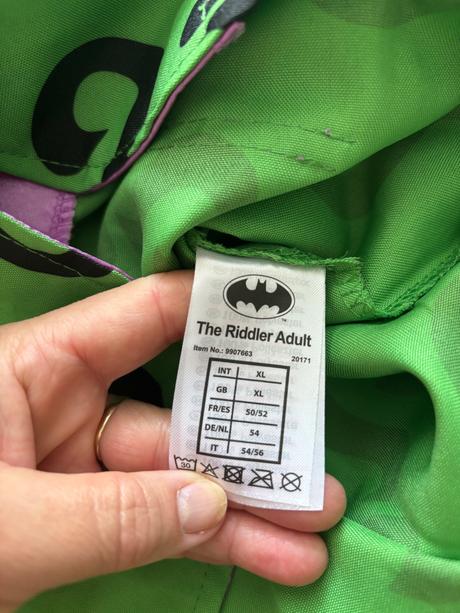 The Riddler Adult
Item No.: 9907663
20171
INT XL
GB XL
FR/ES 50/52
DE/NL 54
IT 54/56
30